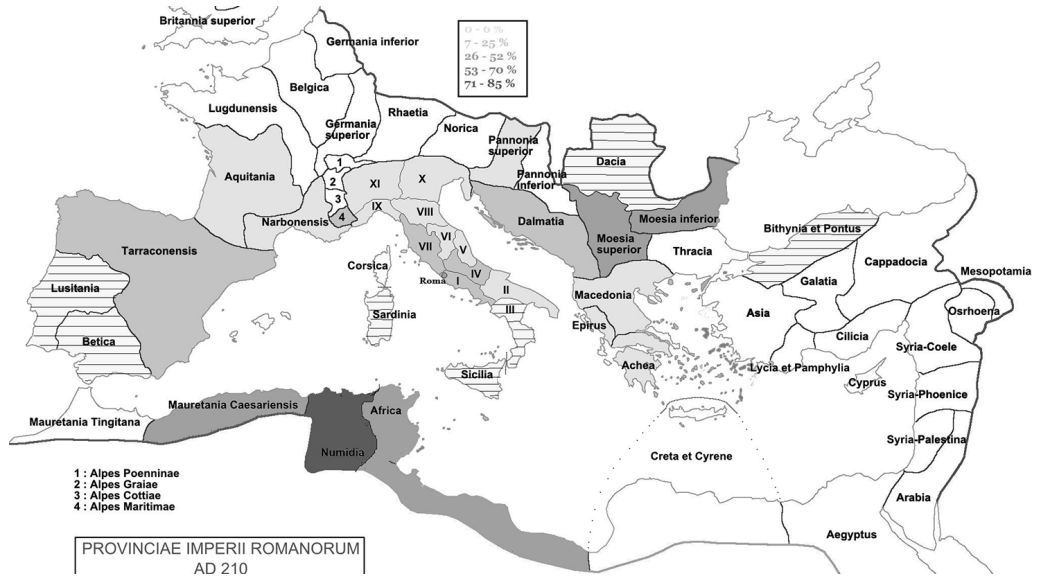 Britannia superior
0 - 6 %
7 - 25 %
26 - 52 %
53 - 70 %
71 - 85 %
Germania inferior
Belgica
Lugdunensis
Rhaetia
Germania
superior
Norica
Pannonia
superior
Dacia
1
Aquitania
2
XI
X
Pannonia
inferior
3
IX
VIII
4
Narbonensis
Dalmatia
Moesia inferior
Bithynia et Pontus
Tarraconensis
VII
VI
V
Moesia
superior
Thracia
Cappadocia
Corsica
Roma
IV
I
II
Mesopotamia
Lusitania
Galatia
Macedonia
Sardinia
III
Asia
Osrhoena
Epirus
Betica
Cilicia
Syria-Coele
Achea
Lycia et Pamphylia
Sicilia
Cyprus
Syria-Phoenice
Mauretania Caesariensis
Africa
Mauretania Tingitana
Syria-Palestina
Numidia
Creta et Cyrene
1 : Alpes Poenninae
2 : Alpes Graiae
3 : Alpes Cottiae
4 : Alpes Maritimae
Arabia
Aegyptus
PROVINCIAE IMPERII ROMANORUM
AD 210